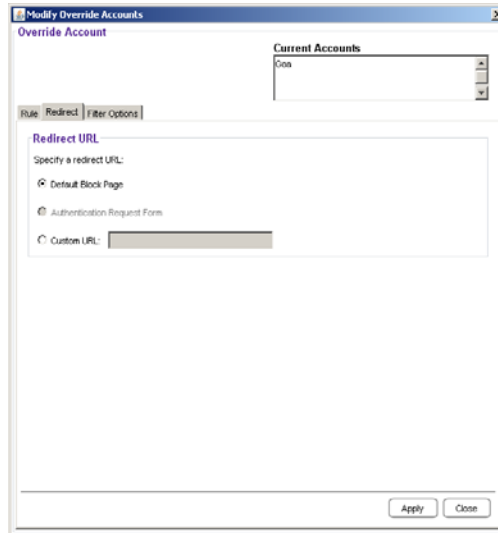 Modify Override Accounts
Override Account
Current Accounts
Goa
Rule Redirect Filter Options
Redirect URL
Specify a redirect URL:
Default Block Page
Authentication Request Form
Custom URL:
Apply Close